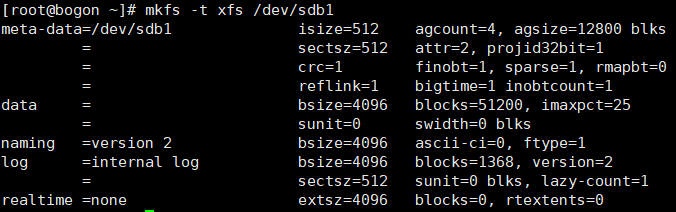 [root@bogon ~]# mkfs -t xfs /dev/sdb1
meta-data=/dev/sdb1              isize=512    agcount=4, agsize=12800 blks
         =                       sectsz=512   attr=2, projid32bit=1
         =                       crc=1        finobt=1, sparse=1, rmapbt=0
         =                       reflink=1    bigtime=1 inobtcount=1
data     =                       bsize=4096   blocks=51200, imaxpct=25
         =                       sunit=0      swidth=0 blks
naming   =version 2              bsize=4096   ascii-ci=0, ftype=1
log      =internal log           bsize=4096   blocks=1368, version=2
         =                       sectsz=512   sunit=0 blks, lazy-count=1
realtime =none                   extsz=4096   blocks=0, rtextents=0